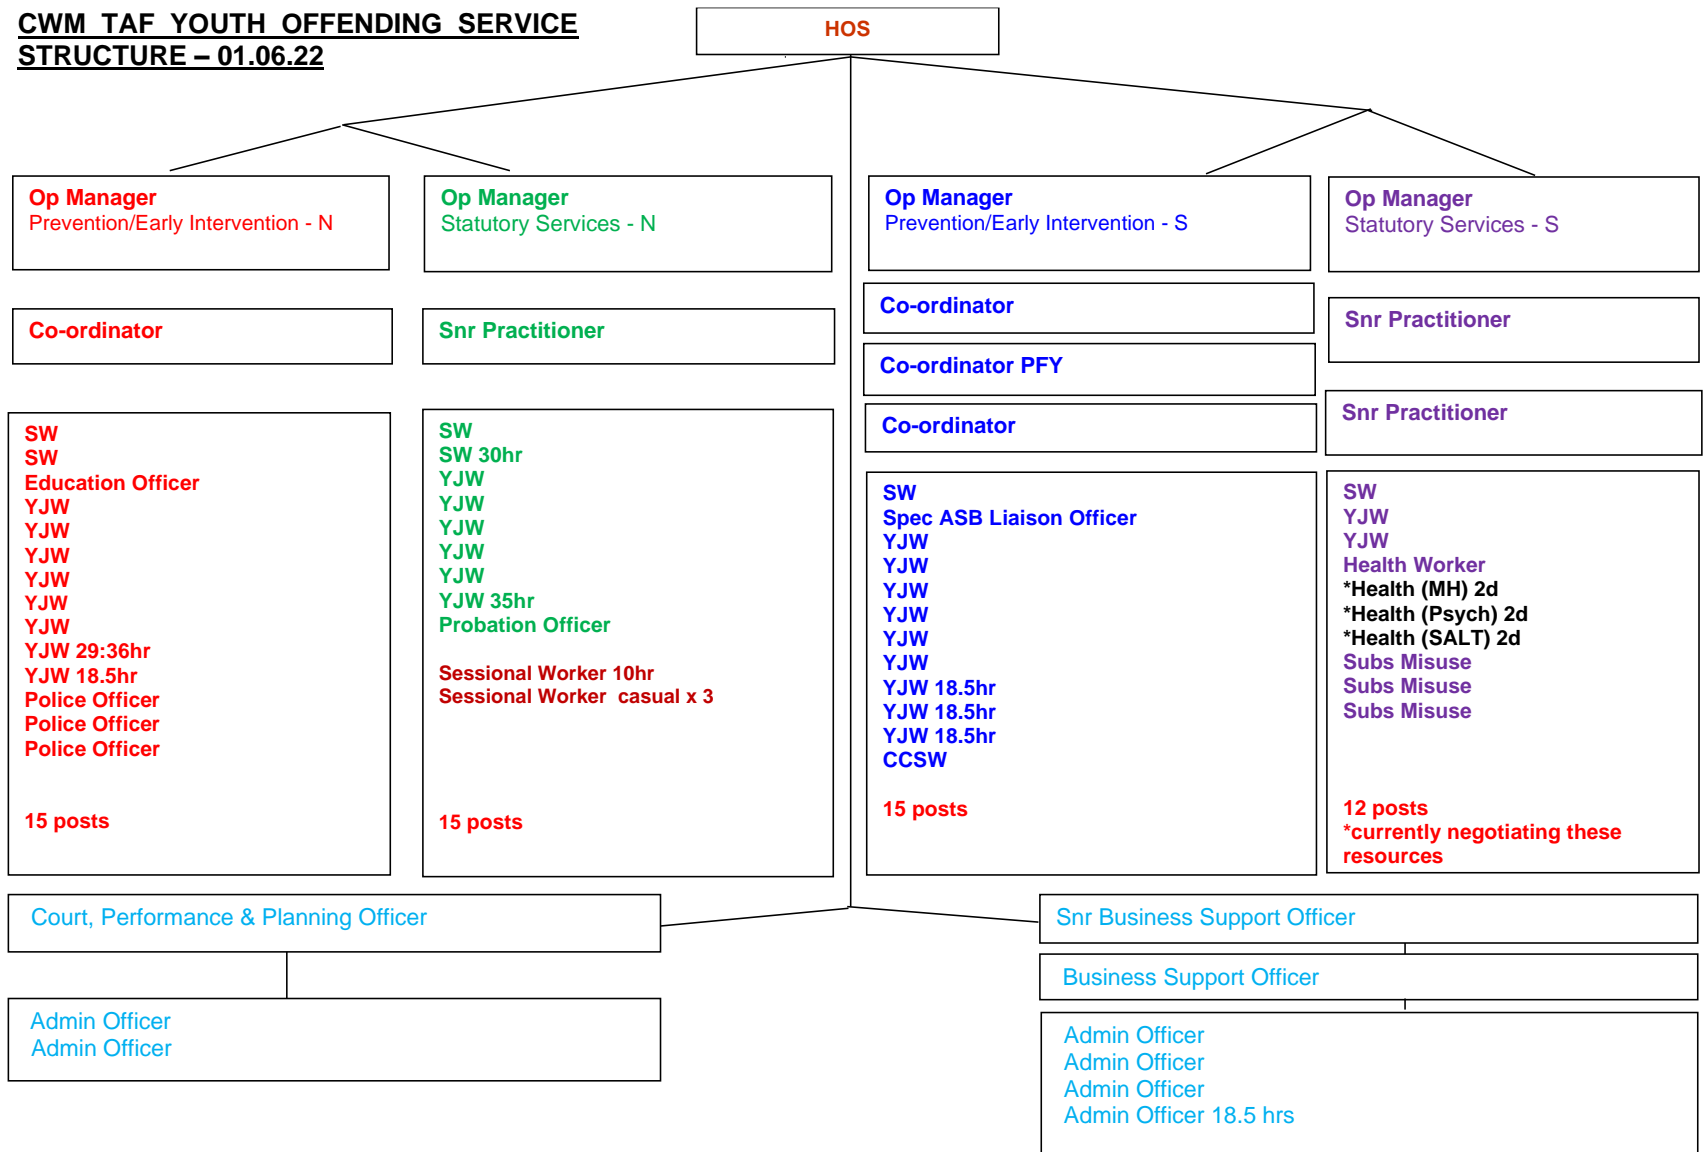 CWM TAF YOUTH OFFENDING SERVICE
STRUCTURE – 01.06.22
HOS
Op Manager
Prevention/Early Intervention - N
Op Manager
Statutory Services - N
Op Manager
Prevention/Early Intervention - S
Op Manager
Statutory Services - S
Co-ordinator
Snr Practitioner
Co-ordinator
Co-ordinator PFY
Co-ordinator
Snr Practitioner
Snr Practitioner
SW
SW
Education Officer
YJW
YJW
YJW
YJW
YJW
YJW
YJW 29:36hr
YJW 18.5hr
Police Officer
Police Officer
Police Officer
15 posts
SW
SW 30hr
YJW
YJW
YJW
YJW
YJW
YJW 35hr
Probation Officer
Sessional Worker 10hr
Sessional Worker casual x 3
15 posts
SW
Spec ASB Liaison Officer
YJW
YJW
YJW
YJW
YJW
YJW
YJW 18.5hr
YJW 18.5hr
YJW 18.5hr
CCSW
15 posts
SW
YJW
YJW
Health Worker
*Health (MH) 2d
*Health (Psych) 2d
*Health (SALT) 2d
Subs Misuse
Subs Misuse
Subs Misuse
12 posts
*currently negotiating these
resources
Court, Performance & Planning Officer
Admin Officer
Admin Officer
Snr Business Support Officer
Business Support Officer
Admin Officer
Admin Officer
Admin Officer
Admin Officer 18.5 hrs